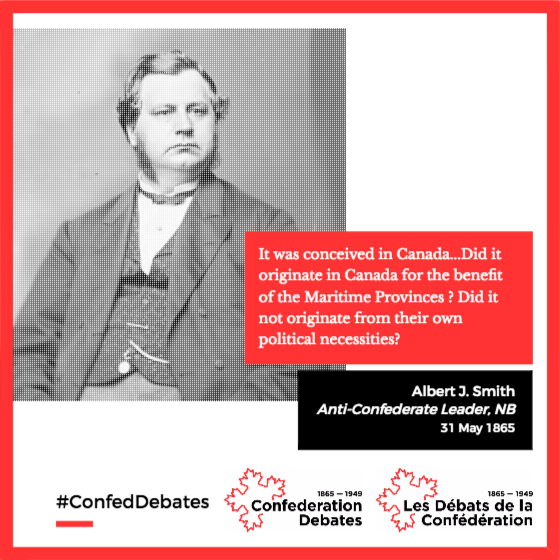 It was conceived in Canada...Did it
originate in Canada for the benefit
of the Maritime Provinces ? Did it
not originate from their own
political necessities?
Albert J. Smith
Anti-Confederate Leader, NB
31 May 1865
#ConfedDebates
1865 — 1949
Confederation
Debates
1865 — 1949
Les Débats de la
Confédération